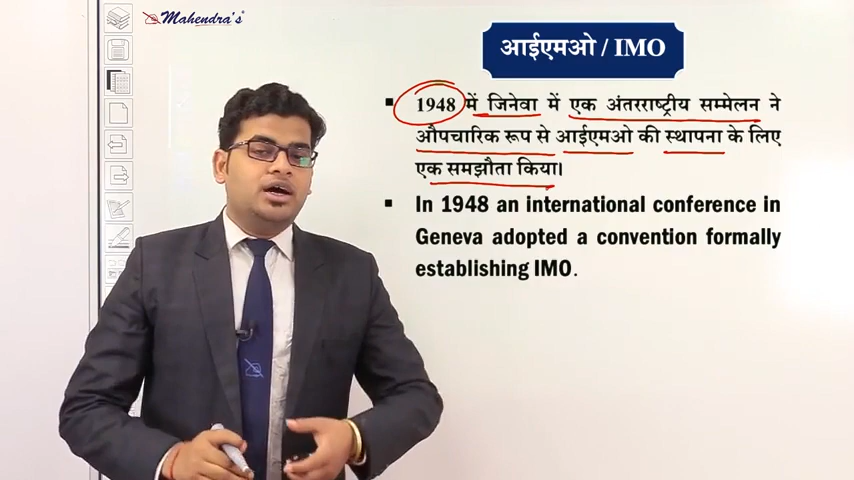 Mahendra's
आईएमओ / IMO
1948 में जिनेवा में एक अंतरराष्ट्रीय सम्मेलन ने
औपचारिक रूप से आईएमओ की स्थापना के लिए
एक समझौता किया।
In 1948 an international conference in
Geneva adopted a convention formally
establishing IMO.